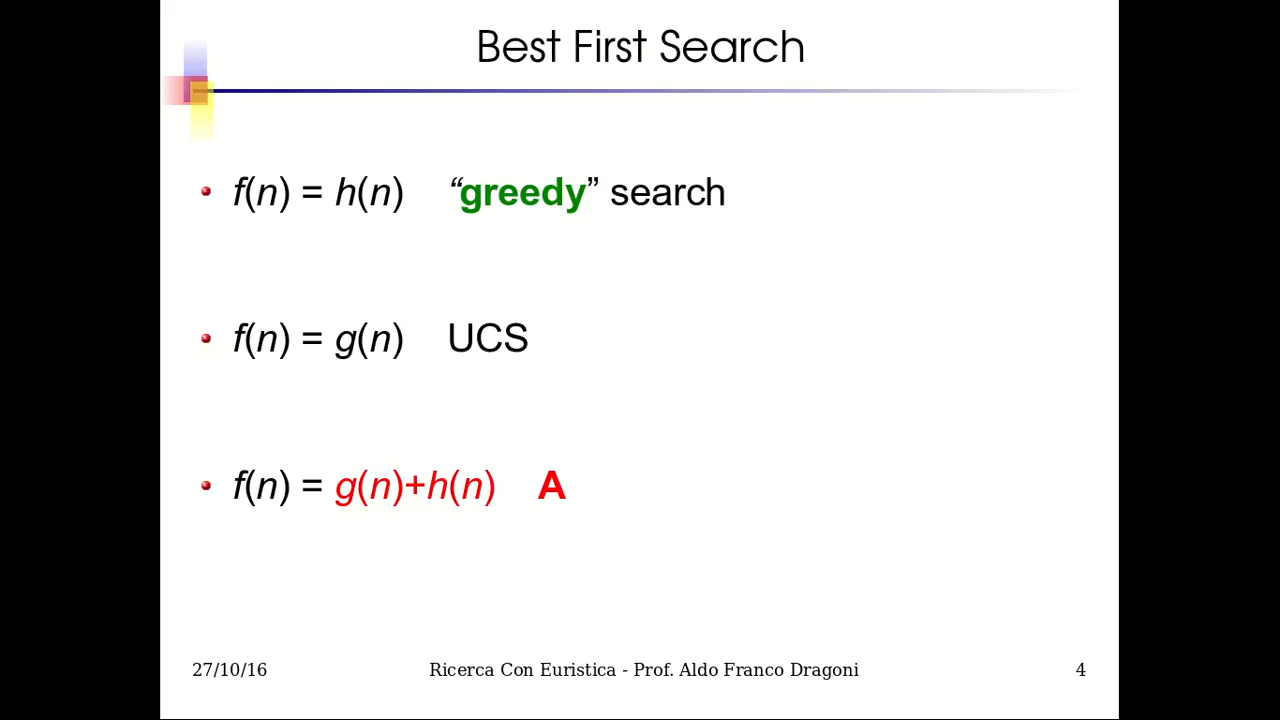 Best First Search
f(n) = h(n) “greedy” search
f(n) = g(n) UCS
f(n) = g(n)+h(n) A
27/10/16 Ricerca Con Euristica - Prof. Aldo Franco Dragoni 4